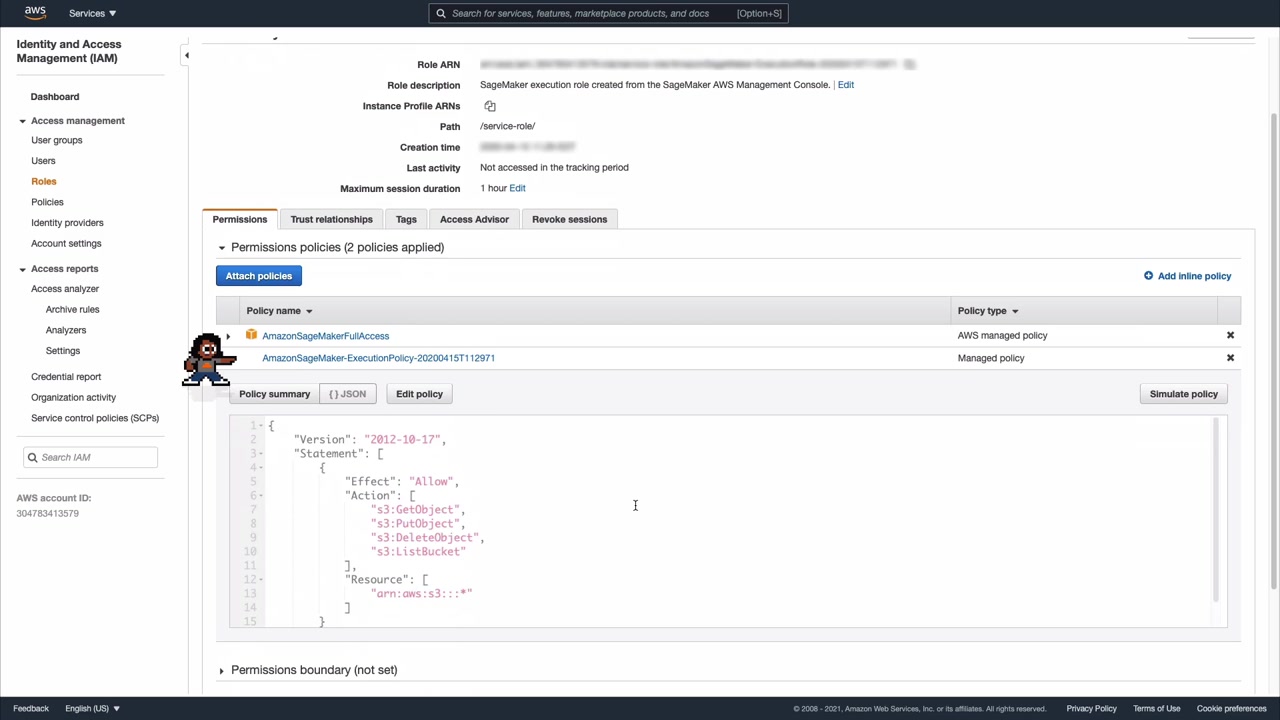 aws
Services
Search for services, features, marketplace products, and docs [Option+S]
Identity and Access
Management (IAM)
Dashboard
Access management
User groups
Users
Roles
Policies
Identity providers
Account settings
Access reports
Access analyzer
Archive rules
Analyzers
Settings
Credential report
Organization activity
Service control policies (SCPs)
Search IAM
AWS account ID:
304783413579
Role ARN
Role description SageMaker execution role created from the SageMaker AWS Management Console. | Edit
Instance Profile ARNs
Path /service-role/
Creation time
Last activity Not accessed in the tracking period
Maximum session duration 1 hour Edit
Permissions Trust relationships Tags Access Advisor Revoke sessions
Permissions policies (2 policies applied)
Attach policies Add inline policy
Policy name Policy type
AmazonSageMakerFullAccess AWS managed policy
AmazonSageMaker-ExecutionPolicy-20200415T112971 Managed policy
Policy summary { } JSON Edit policy Simulate policy
1 {
2 "Version": "2012-10-17",
3 "Statement": [
4 {
5 "Effect": "Allow",
6 "Action": [
7 "s3:GetObject",
8 "s3:PutObject",
9 "s3:DeleteObject",
10 "s3:ListBucket"
11 ],
12 "Resource": [
13 "arn:aws:s3:::*"
14 ]
15 }
Permissions boundary (not set)
Feedback English (US) © 2008 - 2021, Amazon Web Services, Inc. or its affiliates. All rights reserved. Privacy Policy Terms of Use Cookie preferences